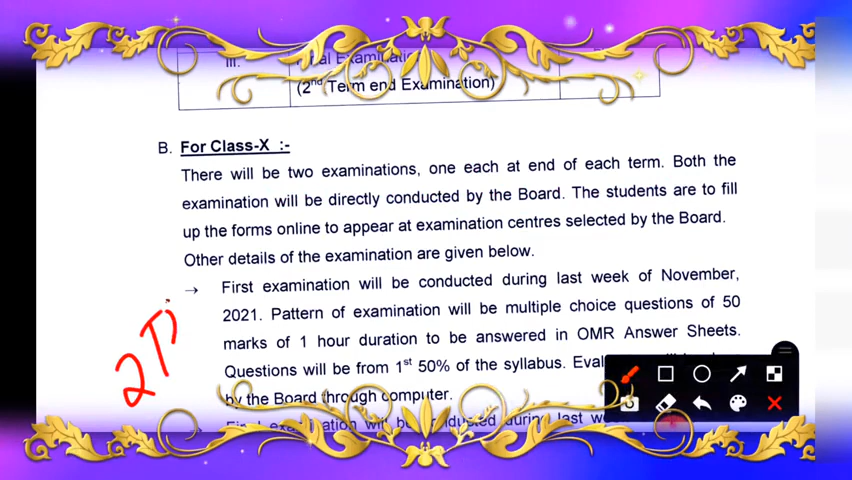 III.
(2nd Term end Examination)
B. For Class-X :-
There will be two examinations, one each at end of each term. Both the
examination will be directly conducted by the Board. The students are to fill
up the forms online to appear at examination centres selected by the Board.
Other details of the examination are given below.
→ First examination will be conducted during last week of November,
2021. Pattern of examination will be multiple choice questions of 50
marks of 1 hour duration to be answered in OMR Answer Sheets.
Questions will be from 1st 50% of the syllabus.
by the Board through computer.
during last
2